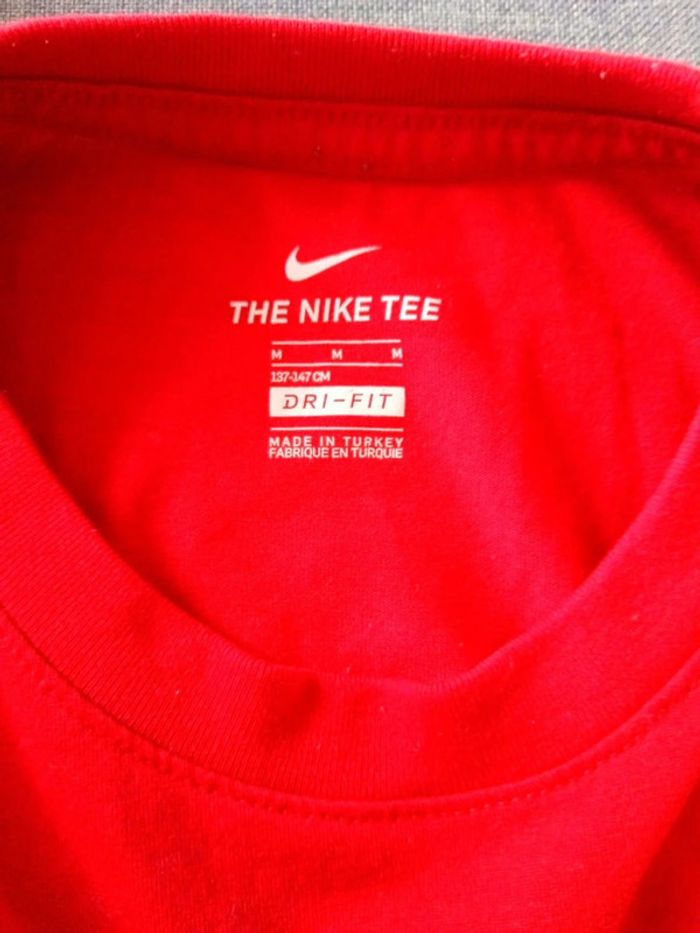 THE NIKE TEE
M M M
137-147 CM
DRI-FIT
MADE IN TURKEY
FABRIQUE EN TURQUIE